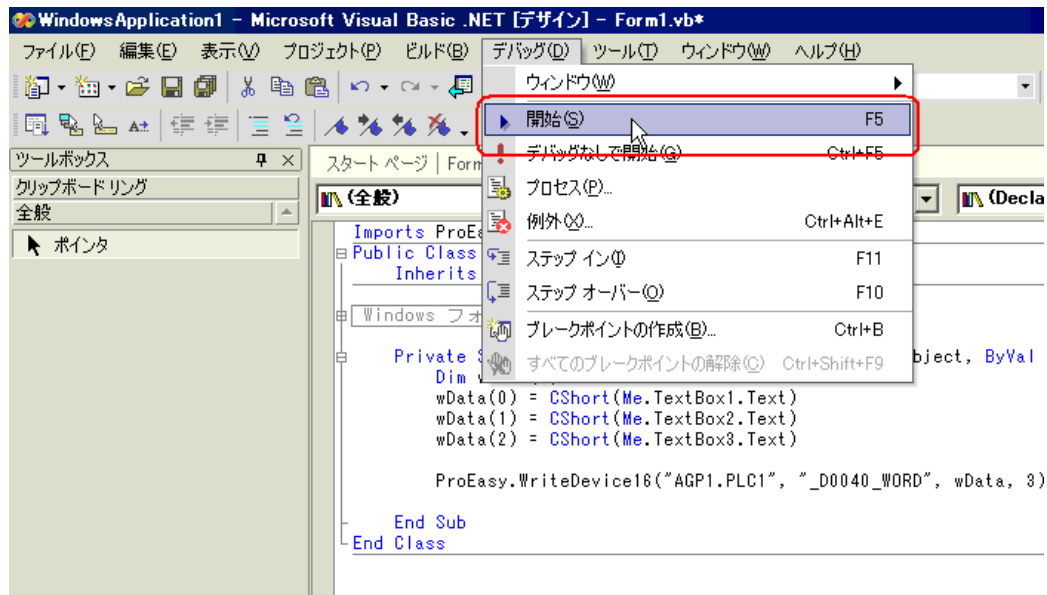 WindowsApplication1 - Microsoft Visual Basic .NET [デザイン] - Form1.vb*
ファイル(F) 編集(E) 表示(V) プロジェクト(P) ビルド(B) デバッグ(D) ツール(T) ウィンドウ(W) ヘルプ(H)
ウィンドウ(W)
開始(S) F5
デバッグなしで開始(G) Ctrl+F5
プロセス(P)...
例外(X)... Ctrl+Alt+E
ステップ イン(I) F11
ステップ オーバー(O) F10
ブレークポイントの作成(B)... Ctrl+B
すべてのブレークポイントの解除(C) Ctrl+Shift+F9
ツールボックス
クリップボード リング
全般
ポインタ
スタート ページ Form
(全般) (Decla
Imports ProEa
Public Class
Inherits
Windows フォ
Private bject, ByVal
Dim
wData(0) = CShort(Me.TextBox1.Text)
wData(1) = CShort(Me.TextBox2.Text)
wData(2) = CShort(Me.TextBox3.Text)
ProEasy.WriteDevice16("AGP1.PLC1", "_D0040_WORD", wData, 3)
End Sub
End Class